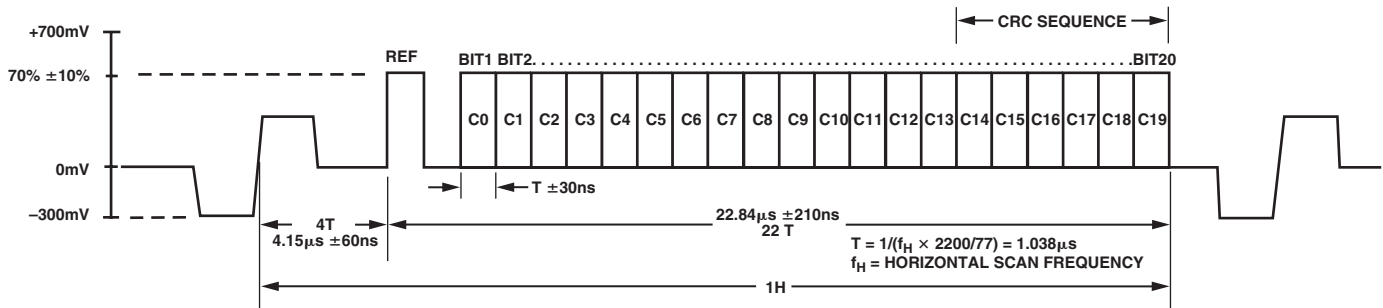 CRC SEQUENCE
+700mV
REF
BIT1 BIT2. . . . . . . . . . . . . . . . . . . . . . . . . . . . . . . . . . . . . . . . . . . . . . . . . . . . . . . . . . . . . . . . . . . . . .BIT20
70% ±10%
C0 C1 C2 C3 C4 C5 C6 C7 C8 C9 C10 C11 C12 C13 C14 C15 C16 C17 C18 C19
0mV
T ±30ns
–300mV
4T
4.15μs ±60ns
22.84μs ±210ns
22 T
T = 1/(fH × 2200/77) = 1.038μs
fH = HORIZONTAL SCAN FREQUENCY
1H